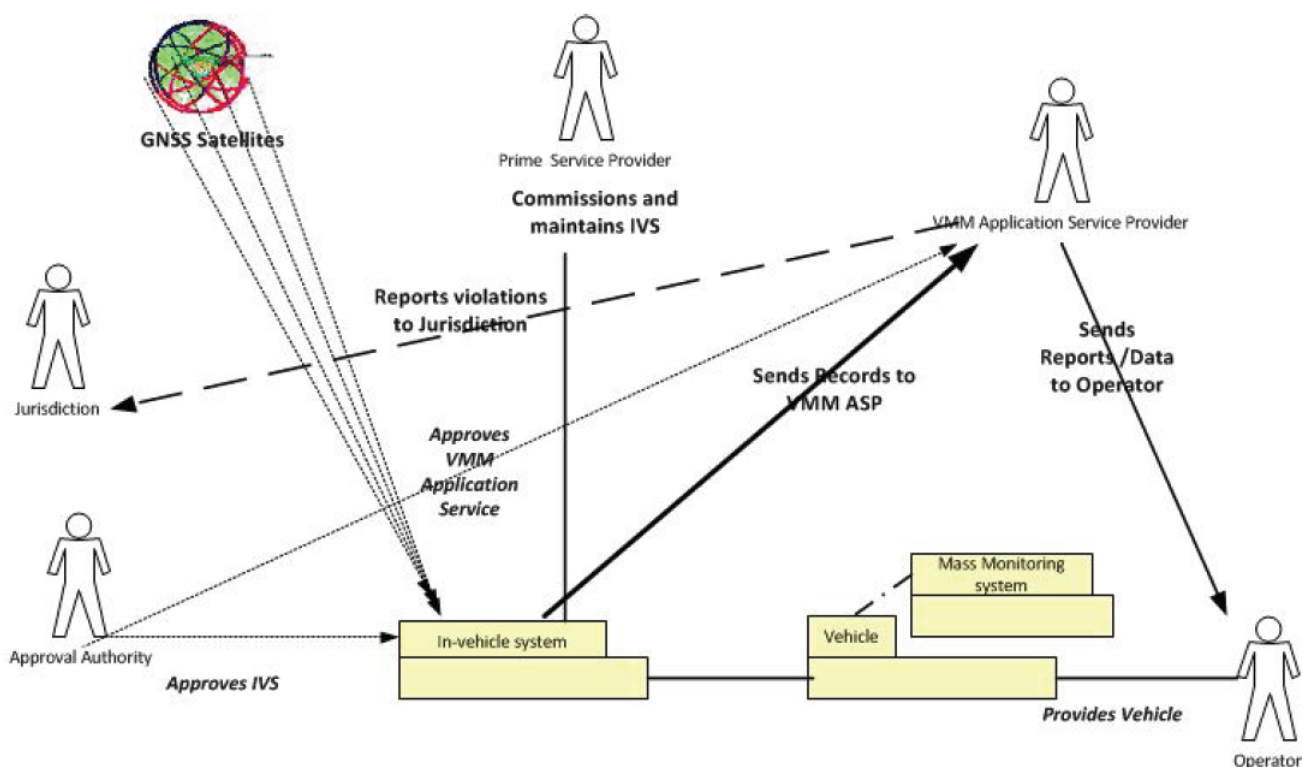 GNSS Satellites
Prime Service Provider
Commissions and
maintains IVS
VMM Application Service Provider
Reports violations
to Jurisdiction
Jurisdiction
Sends
Reports /Data
to Operator
Sends Records to
VMM ASP
Approves
VMM
Application
Service
Approval Authority
Approves IVS
In-vehicle system
Mass Monitoring
system
Vehicle
Provides Vehicle
Operator